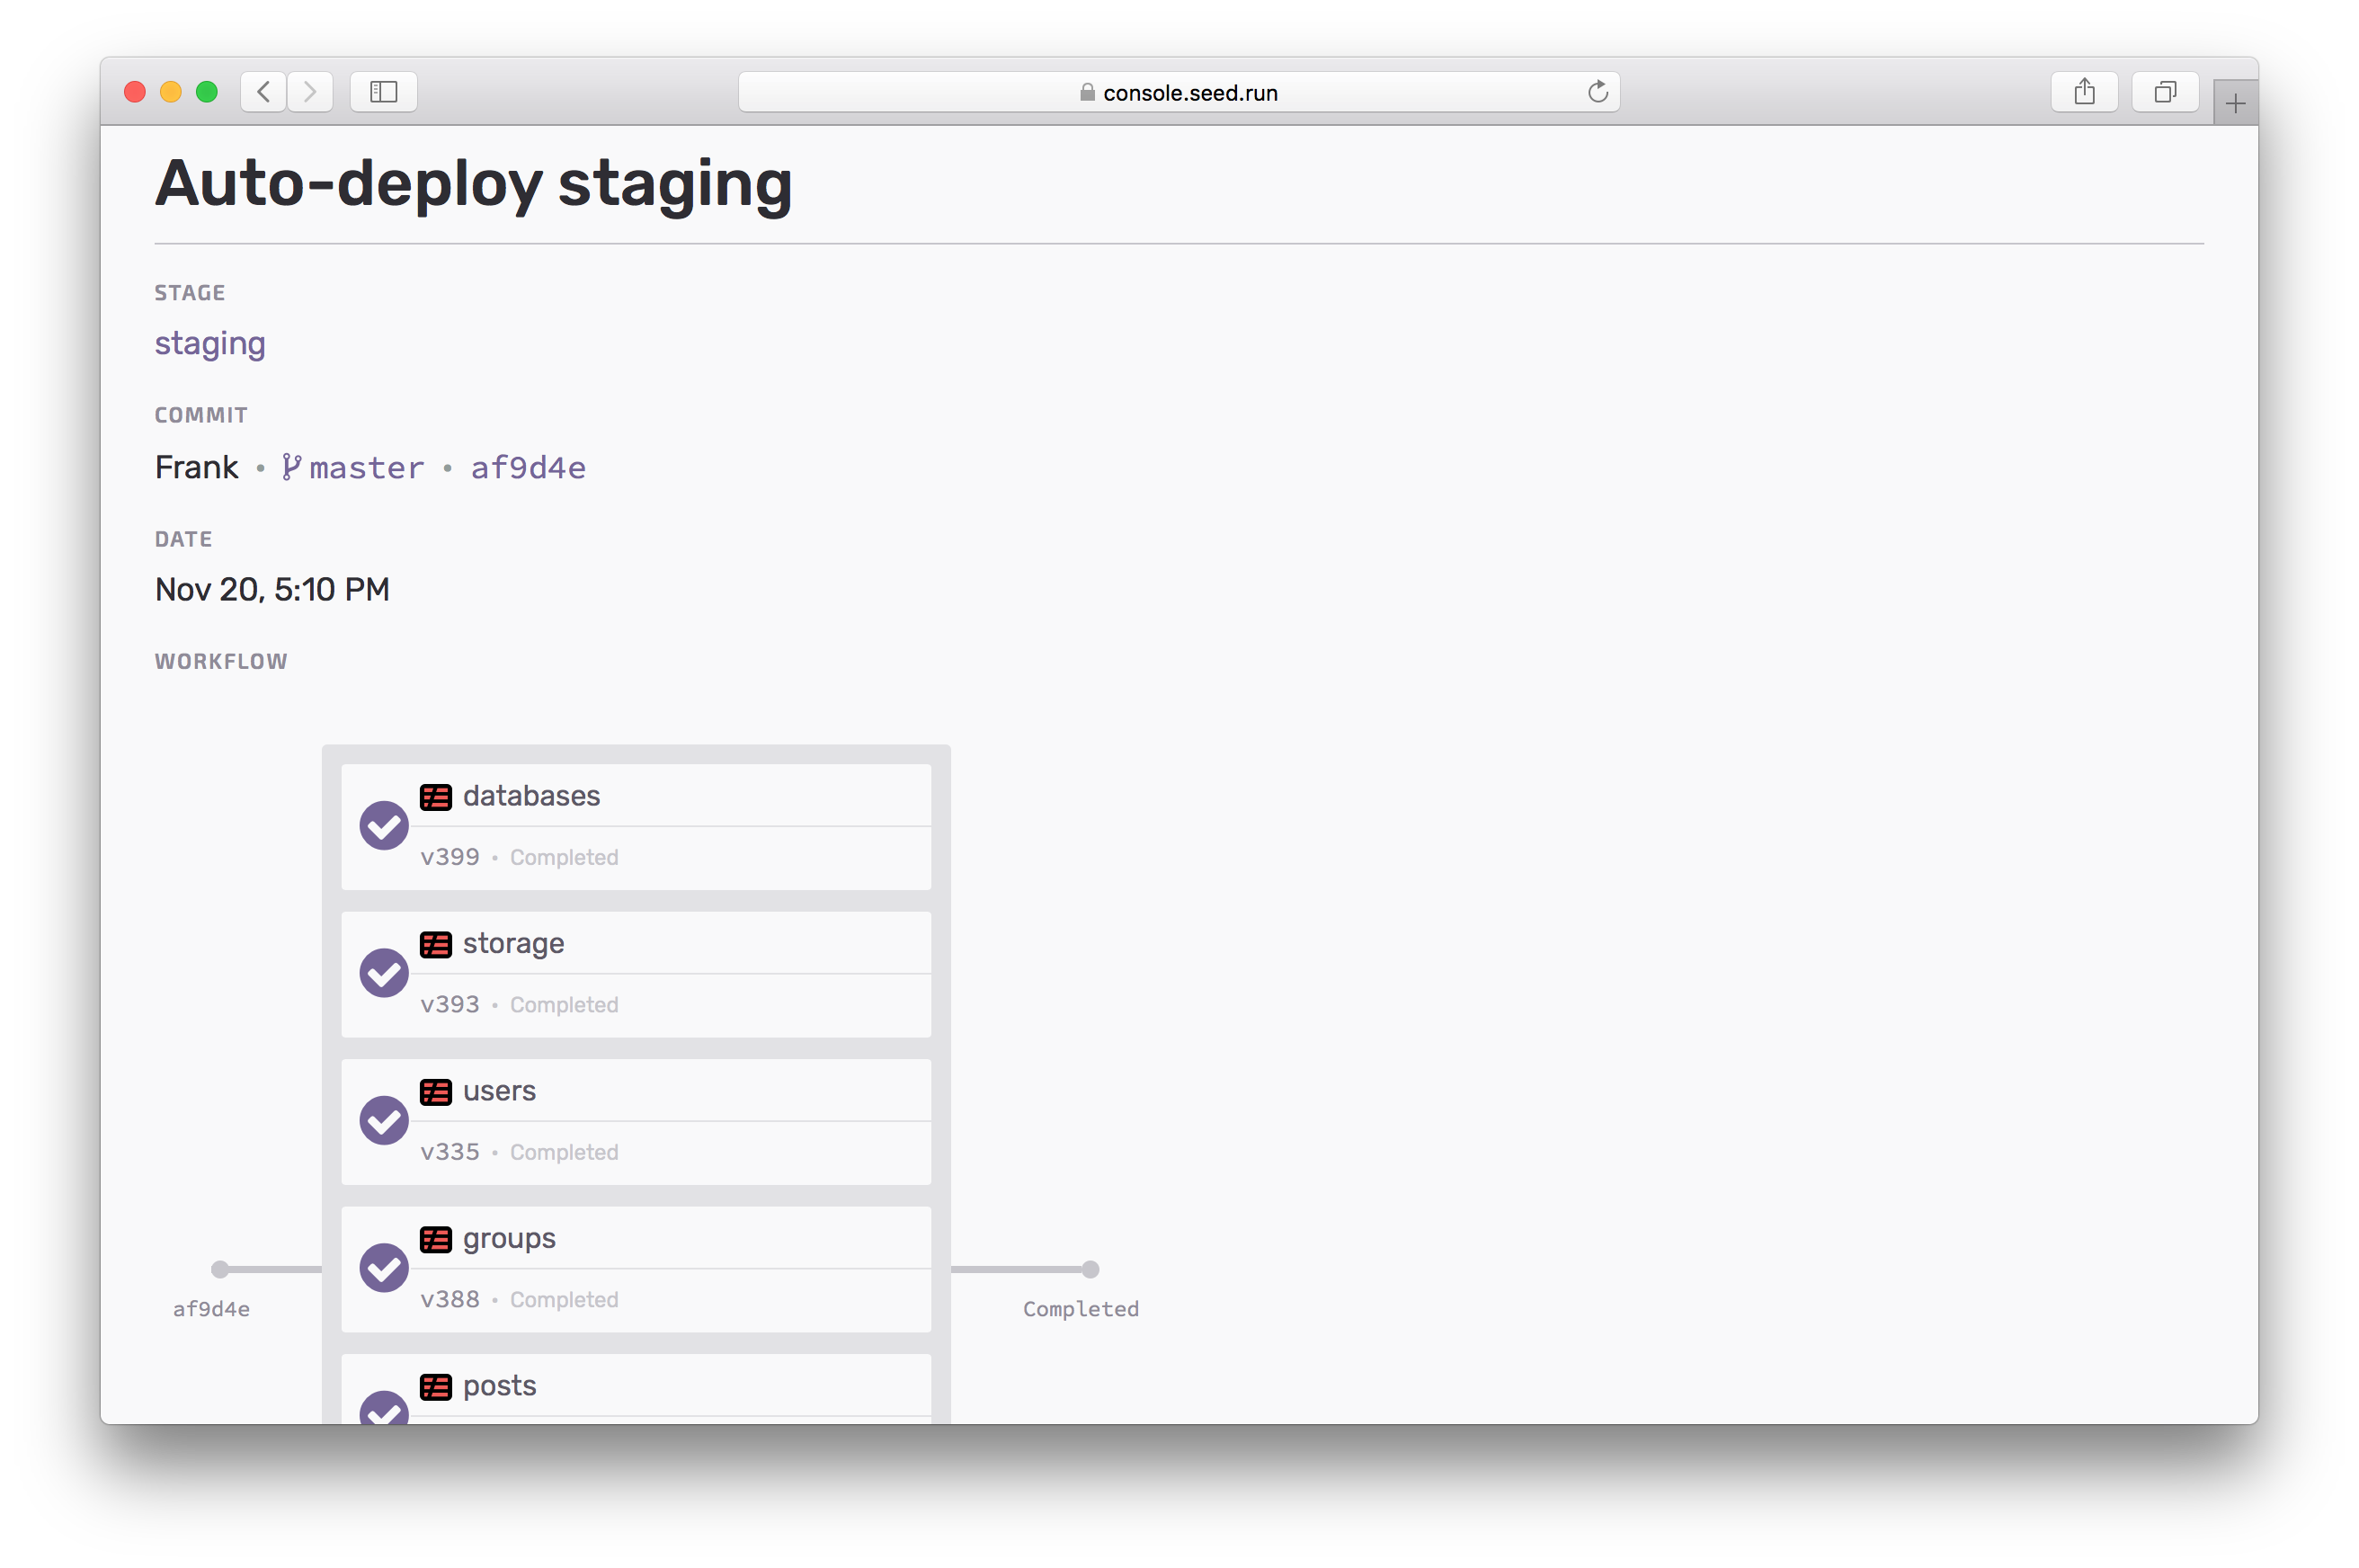 console.seed.run
Auto-deploy staging
STAGE
staging
COMMIT
Frank • master • af9d4e
DATE
Nov 20, 5:10 PM
WORKFLOW
databases
v399 • Completed
storage
v393 • Completed
users
v335 • Completed
groups
v388 • Completed
af9d4e
Completed
posts